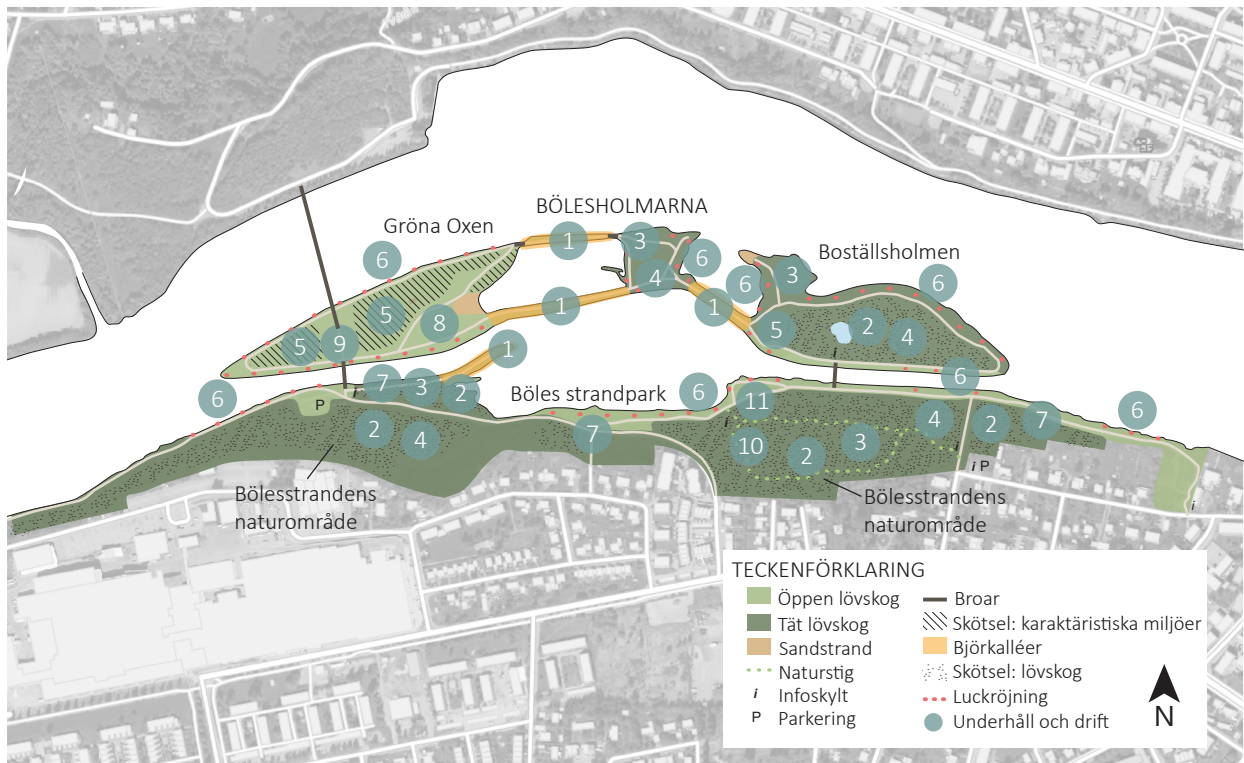 BÖLESHOLMARNA
Gröna Oxen
1
3
Boställsholmen
6
6
4
6
3
6
5
8
1
1
5
2
4
5
9
1
7
3
2
6
6
Böles strandpark
6
11
P
i
i
2
4
7
i
10
2
3
4
i
2
7
6
i P
i
Bölesstrandens
naturområde
Bölesstrandens
naturområde
TECKENFÖRKLARING
Öppen lövskog
Tät lövskog
Sandstrand
Naturstig
i Infoskylt
P Parkering
Broar
Skötsel: karaktäristiska miljöer
Björkalléer
Skötsel: lövskog
Luckröjning
Underhåll och drift
N